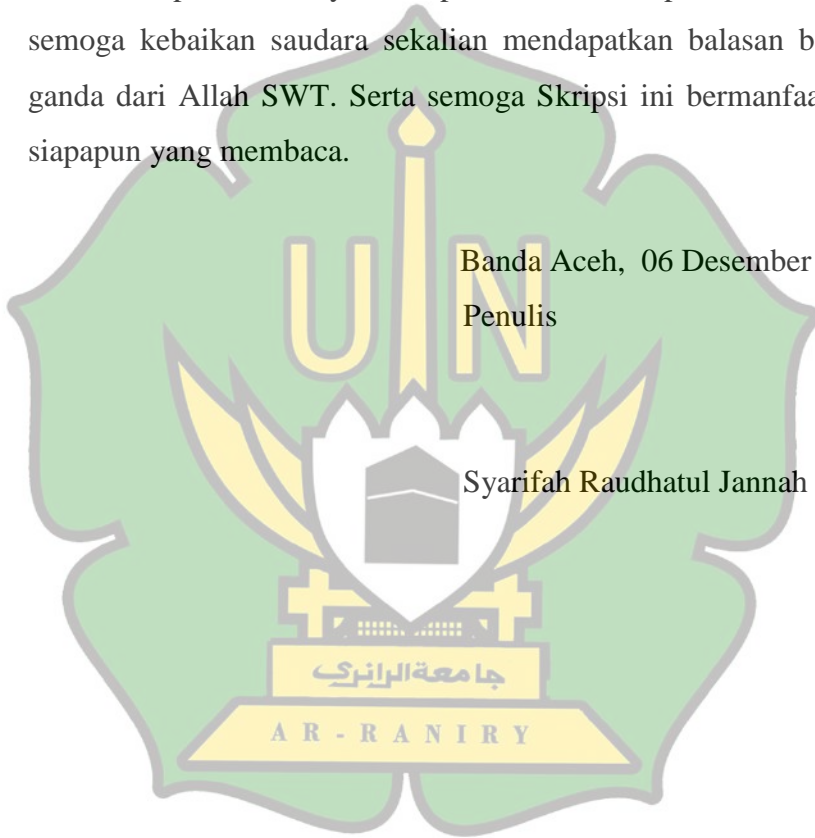 semoga kebaikan saudara sekalian mendapatkan balasan
ganda dari Allah SWT. Serta semoga Skripsi ini
siapapun yang membaca.
Banda Aceh, 06 Desember
Penulis
Syarifah Raudhatul Jannah
U N
جامعة الرانري
AR-RANIRY